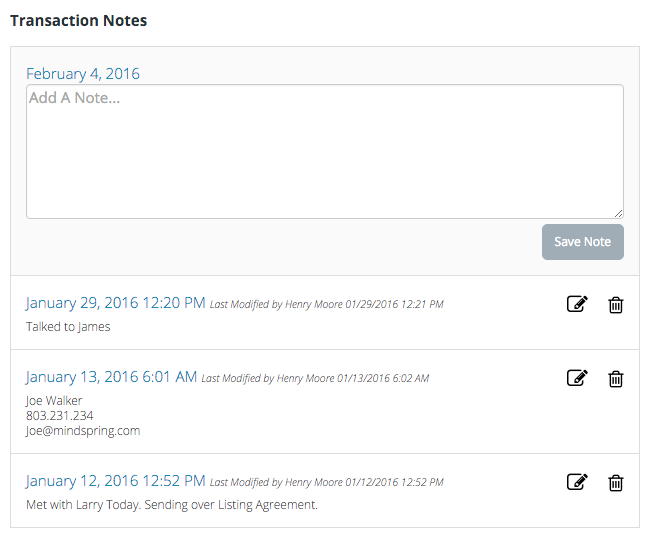 Transaction Notes
February 4, 2016
Add A Note...
Save Note
January 29, 2016 12:20 PM Last Modified by Henry Moore 01/29/2016 12:21 PM
Talked to James
January 13, 2016 6:01 AM Last Modified by Henry Moore 01/13/2016 6:02 AM
Joe Walker
803.231.234
Joe@mindspring.com
January 12, 2016 12:52 PM Last Modified by Henry Moore 01/12/2016 12:52 PM
Met with Larry Today. Sending over Listing Agreement.